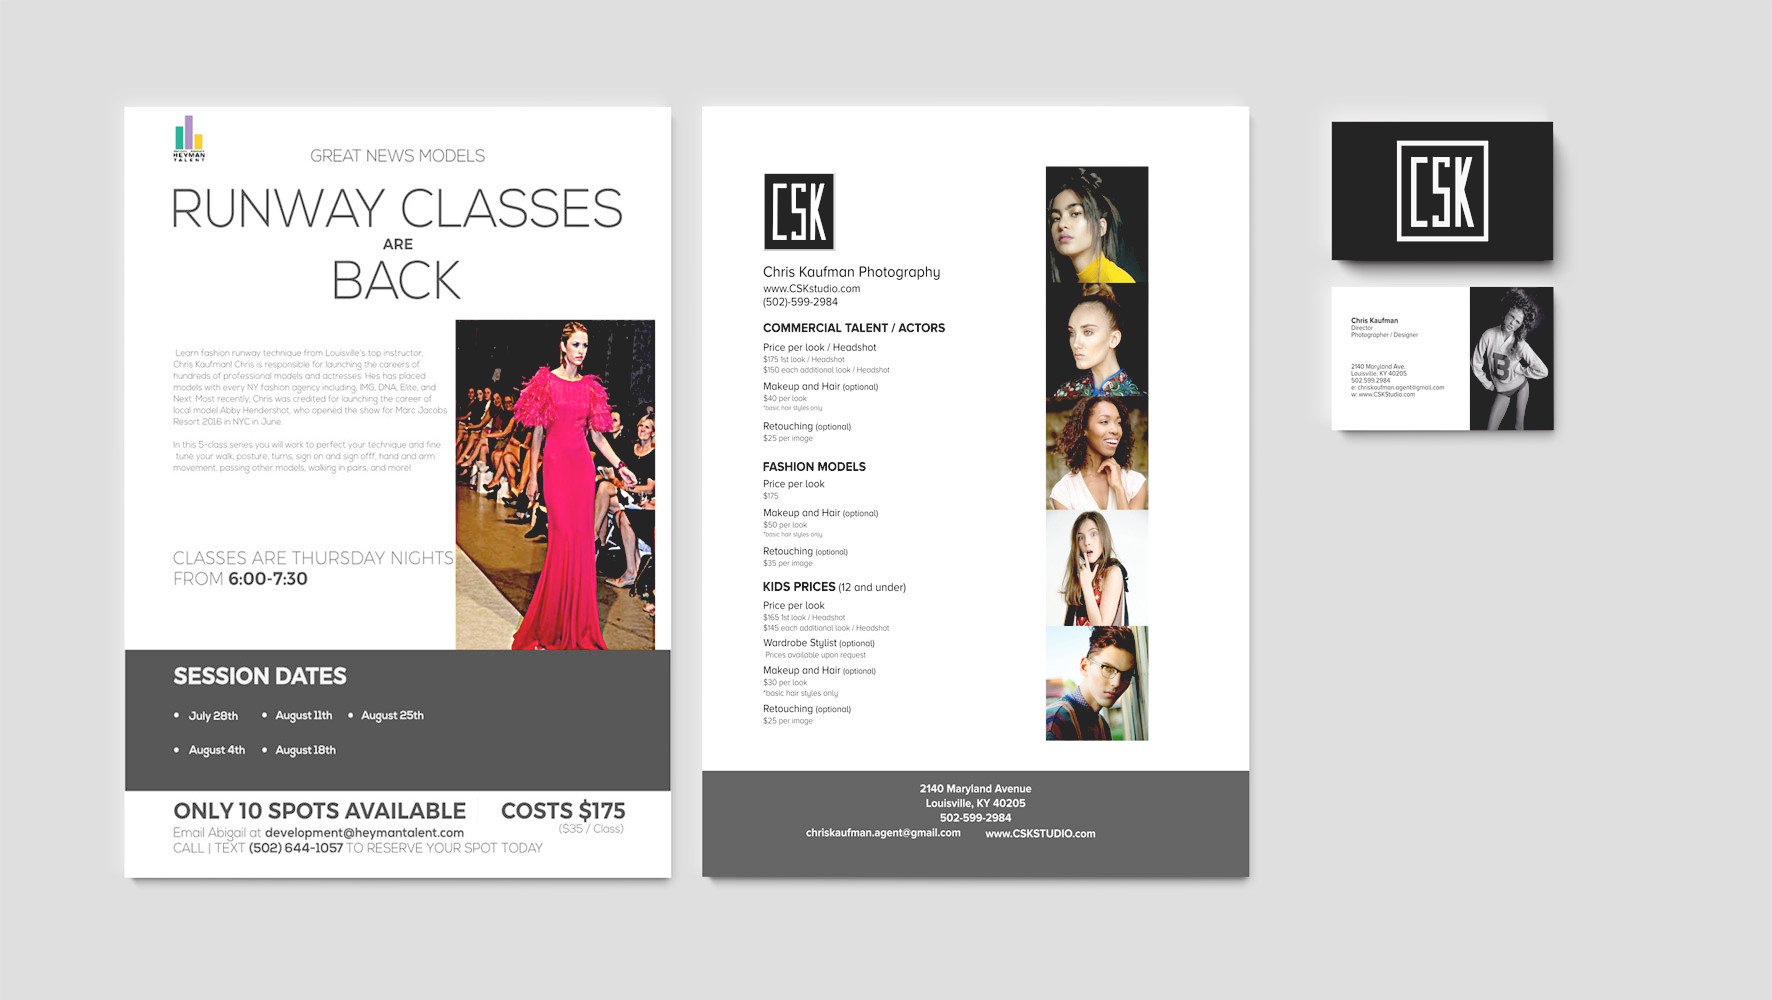 HEYMAN
TALENT
GREAT NEWS MODELS
RUNWAY CLASSES
ARE
BACK
Learn fashion runway technique from Louisville's top instructor,
Chris Kaufman! Chris is responsible for launching the careers of
hundreds of professional models and actresses. Hes has placed
models with every NY fashion agency including, IMG, DNA, Elite, and
Next. Most recently, Chris was credited for launching the career of
local model Abby Hendershot, who opened the show for Marc Jacobs
Resort 2016 in NYC in June.
In this 5-class series you will work to perfect your technique and fine
tune your walk, posture, turns, sign on and sign offf, hand and arm
movement, passing other models, walking in pairs, and more!
CLASSES ARE THURSDAY NIGHTS
FROM 6:00-7:30
SESSION DATES
• July 28th • August 11th • August 25th
• August 4th • August 18th
ONLY 10 SPOTS AVAILABLE COSTS $175
Email Abigail at development@heymantalent.com ($35 / Class)
CALL | TEXT (502) 644-1057 TO RESERVE YOUR SPOT TODAY
CSK
Chris Kaufman Photography
www.CSKstudio.com
(502)-599-2984
COMMERCIAL TALENT / ACTORS
Price per look / Headshot
$175 1st look / Headshot
$150 each additional look / Headshot
Makeup and Hair (optional)
$40 per look
*basic hair styles only
Retouching (optional)
$25 per image
FASHION MODELS
Price per look
$175
Makeup and Hair (optional)
$50 per look
*basic hair styles only
Retouching (optional)
$35 per image
KIDS PRICES (12 and under)
Price per look
$165 1st look / Headshot
$145 each additional look / Headshot
Wardrobe Stylist (optional)
Prices available upon request
Makeup and Hair (optional)
$30 per look
*basic hair styles only
Retouching (optional)
$25 per image
2140 Maryland Avenue
Louisville, KY 40205
502-599-2984
chriskaufman.agent@gmail.com www.CSKSTUDIO.com
CSK
Chris Kaufman
Director
Photographer / Designer
2140 Maryland Ave.
Louisville, KY 40205
502.599.2984
e: chriskaufman.agent@gmail.com
w: www.CSKStudio.com
B